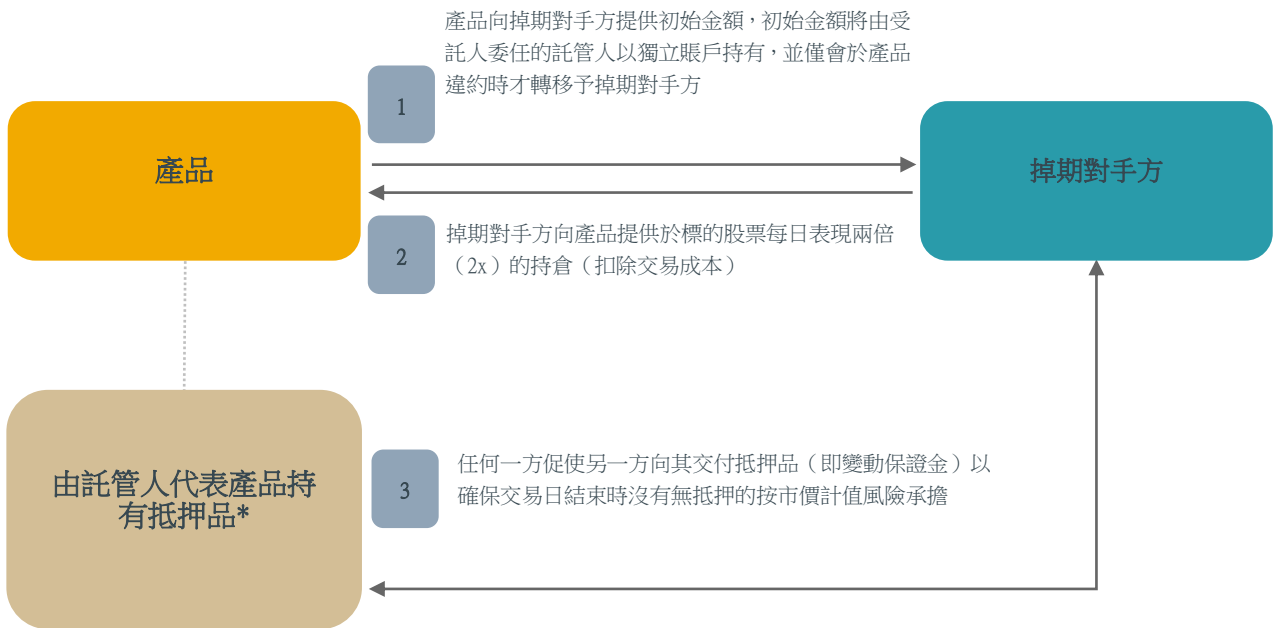 產品向掉期對手方提供初始金額，初始金額將由受
託人委任的託管人以獨立賬戶持有，並僅會於產品
違約時才轉移予掉期對手方
1
產品
掉期對手方
2
掉期對手方向產品提供於標的股票每日表現兩倍
（2x）的持倉（扣除交易成本）
由託管人代表產品持
有抵押品*
3
任何一方促使另一方向其交付抵押品（即變動保證金）以
確保交易日結束時沒有無抵押的按市價計值風險承擔